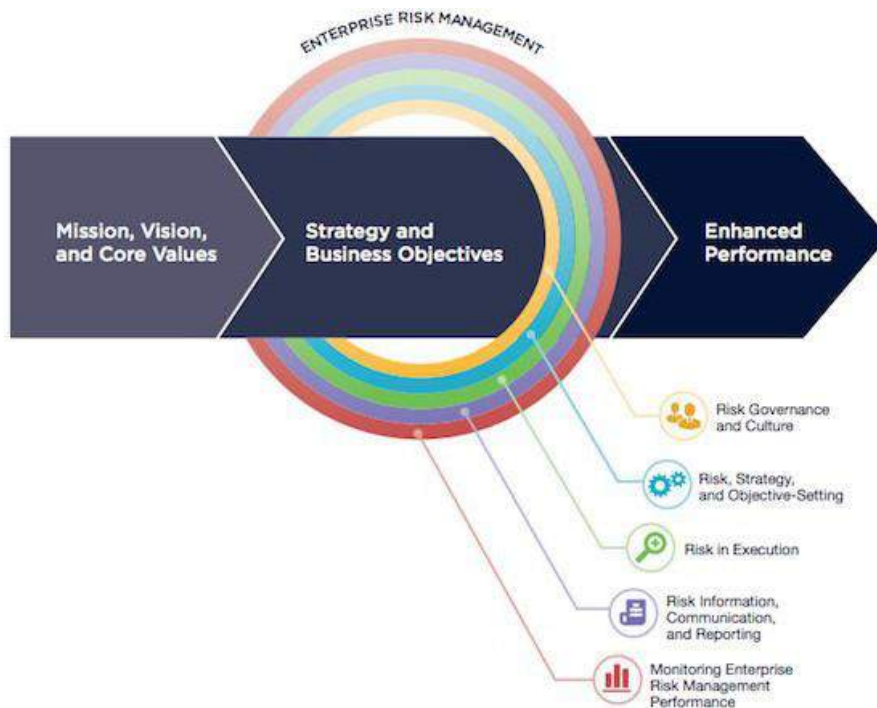 ENTERPRISE RISK MANAGEMENT
Mission, Vision,
and Core Values
Strategy and
Business Objectives
Enhanced
Performance
Risk Governance
and Culture
Risk, Strategy,
and Objective-Setting
Risk in Execution
Risk Information,
Communication,
and Reporting
Monitoring Enterprise
Risk Management
Performance